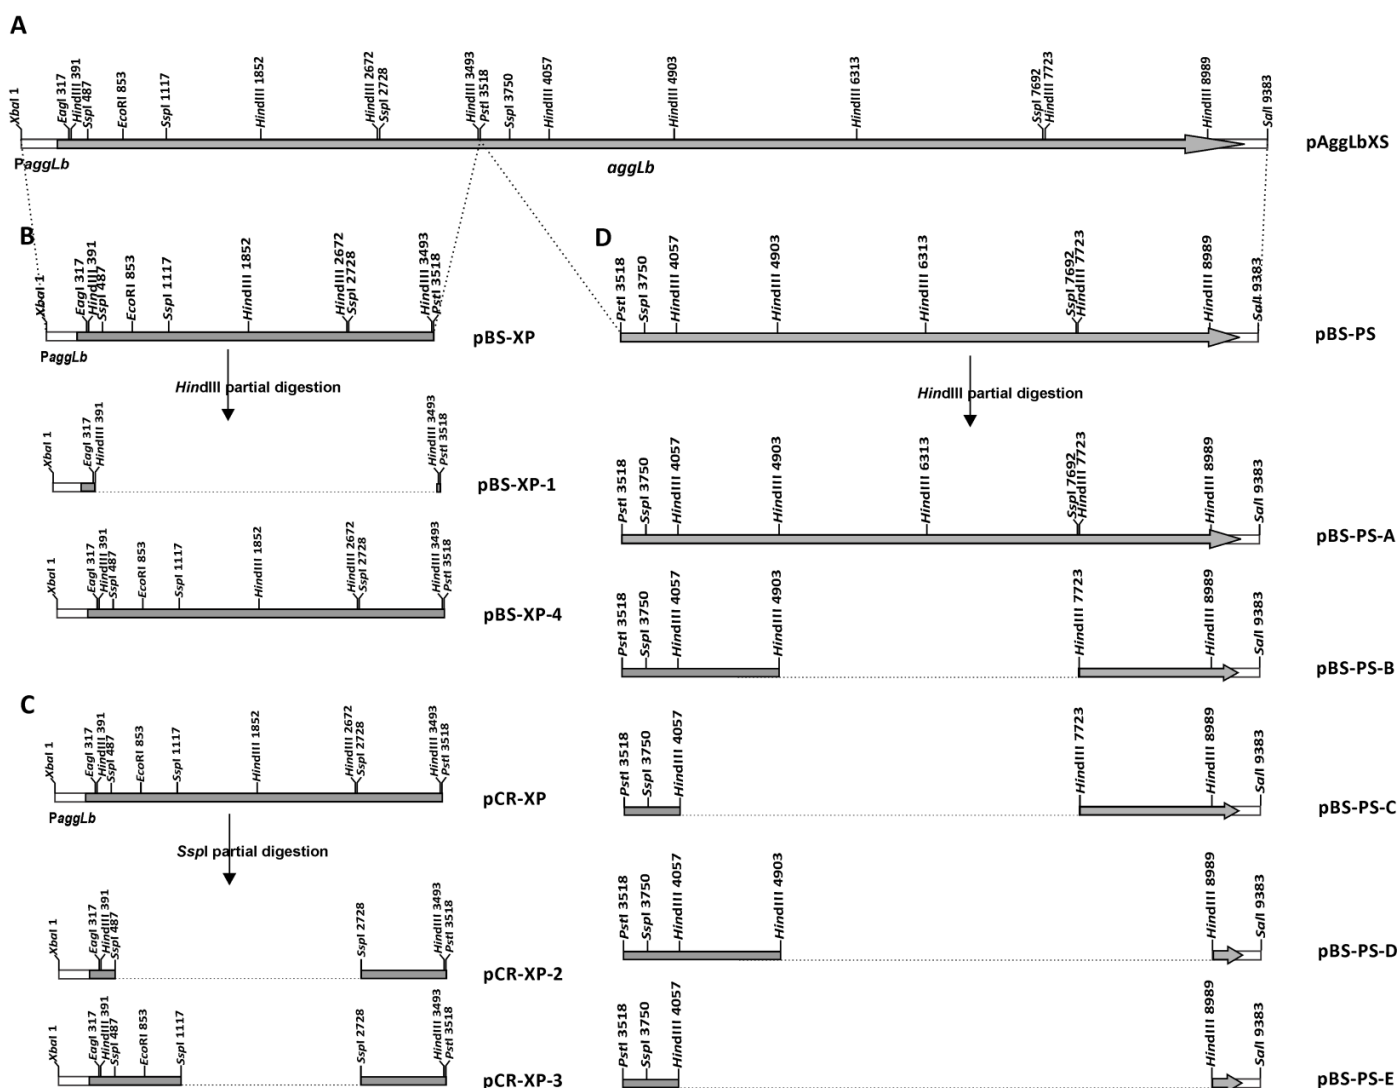 A
XbaI 1
EagI 317
HindIII 391
SspI 487
EcoRI 853
SspI 1117
HindIII 1852
HindIII 2672
SspI 2728
HindIII 3493
PstI 3518
SspI 3750
HindIII 4057
HindIII 4903
HindIII 6313
SspI 7692
HindIII 7723
HindIII 8989
SalI 9383
pAggLbXS
PaggLb
aggLb
B
XbaI 1
EagI 317
HindIII 391
SspI 487
EcoRI 853
SspI 1117
HindIII 1852
HindIII 2672
SspI 2728
HindIII 3493
PstI 3518
pBS-XP
PaggLb
HindIII partial digestion
XbaI 1
EagI 317
HindIII 391
HindIII 3493
PstI 3518
pBS-XP-1
XbaI 1
EagI 317
HindIII 391
SspI 487
EcoRI 853
SspI 1117
HindIII 1852
HindIII 2672
SspI 2728
HindIII 3493
PstI 3518
pBS-XP-4
C
XbaI 1
EagI 317
HindIII 391
SspI 487
EcoRI 853
SspI 1117
HindIII 1852
HindIII 2672
SspI 2728
HindIII 3493
PstI 3518
pCR-XP
PaggLb
SspI partial digestion
XbaI 1
EagI 317
HindIII 391
SspI 487
SspI 2728
HindIII 3493
PstI 3518
pCR-XP-2
XbaI 1
EagI 317
HindIII 391
SspI 487
EcoRI 853
SspI 1117
SspI 2728
HindIII 3493
PstI 3518
pCR-XP-3
D
PstI 3518
SspI 3750
HindIII 4057
HindIII 4903
HindIII 6313
SspI 7692
HindIII 7723
HindIII 8989
SalI 9383
pBS-PS
HindIII partial digestion
PstI 3518
SspI 3750
HindIII 4057
HindIII 4903
HindIII 6313
SspI 7692
HindIII 7723
HindIII 8989
SalI 9383
pBS-PS-A
PstI 3518
SspI 3750
HindIII 4057
HindIII 4903
HindIII 7723
HindIII 8989
SalI 9383
pBS-PS-B
PstI 3518
SspI 3750
HindIII 4057
HindIII 7723
HindIII 8989
SalI 9383
pBS-PS-C
PstI 3518
SspI 3750
HindIII 4057
HindIII 4903
HindIII 8989
SalI 9383
pBS-PS-D
PstI 3518
SspI 3750
HindIII 4057
HindIII 8989
SalI 9383
pBS-PS-E